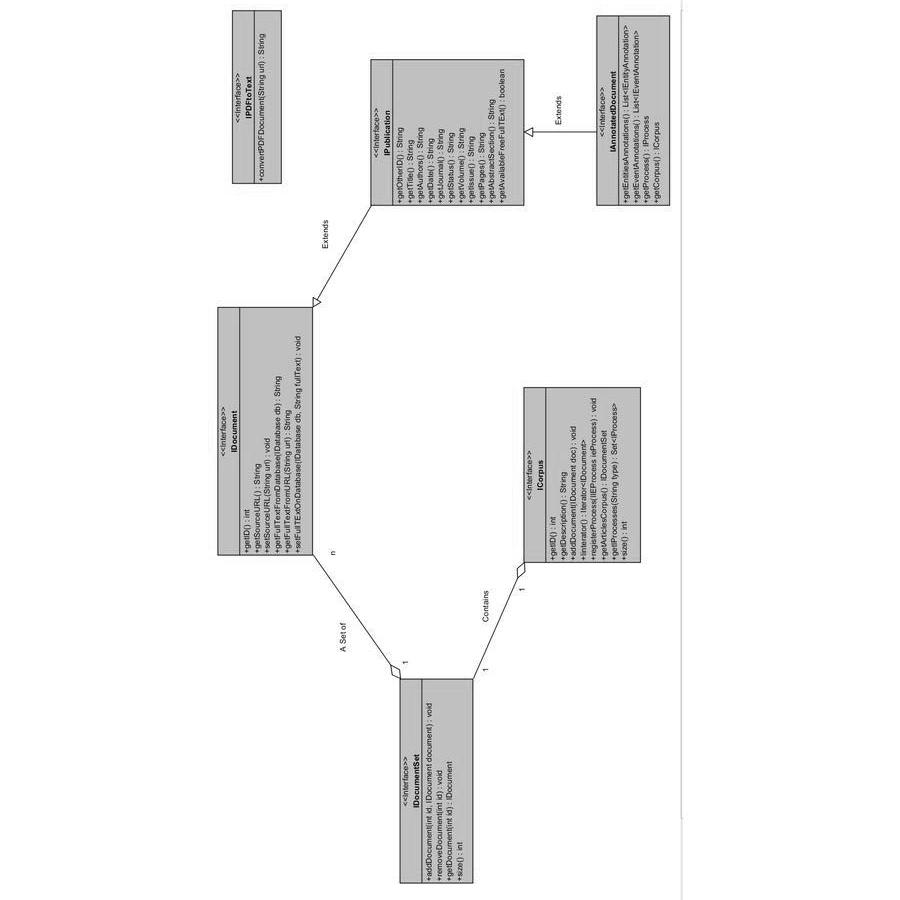 <<Interface>>
IPDFtoText
+convertPDFDocument(String url) : String
<<Interface>>
IPublication
+getOtherID() : String
+getTitle() : String
+getAuthors() : String
+getDate() : String
+getJournal() : String
+getStatus() : String
+getVolume() : String
+getIssue() : String
+getPages() : String
+getAbstractSection() : String
+getAvailableFreeFullTExt() : boolean
Extends
<<Interface>>
IAnnotatedDocument
+getEntitiesAnnotations() : List<IEntityAnnotation>
+getEventAnnotations() : List<IEventAnnotation>
+getProcess() : IProcess
+getCorpus() : ICorpus
Extends
<<Interface>>
IDocument
+getID() : int
+getSourceURL() : String
+setSourceURL(String url) : void
+getFullTextFromDatabase(IDatabase db) : String
+getFullTextFromURL(String url) : String
+setFullTExtOnDatabase(IDatabase db, String fullText) : void
<<Interface>>
ICorpus
+getID() : int
+getDescription() : String
+addDocument(IDocument doc) : void
+Iinterator() : Iterator<IDocument>
+registerProcess(IIEProcess ieProcess) : void
+getArticlesCorpus() : IDocumentSet
+getIProcesses(String type) : Set<IProcess>
+size() : int
n
A Set of
1
Contains
1
1
<<Interface>>
IDocumentSet
+addDocument(int id, IDocument document) : void
+removeDocument(int id) : void
+getDocument(int id) : IDocument
+size() : int